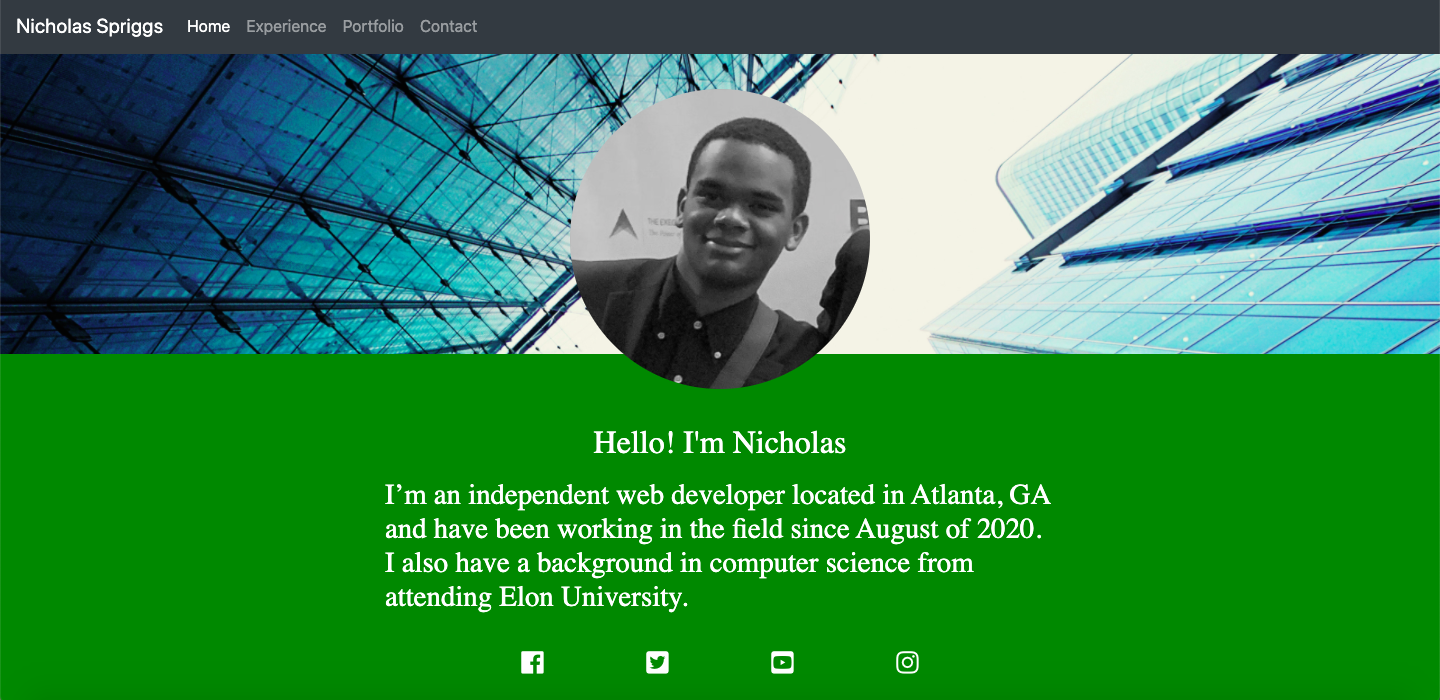 Nicholas Spriggs Home Experience Portfolio Contact
Hello! I'm Nicholas
I’m an independent web developer located in Atlanta, GA
and have been working in the field since August of 2020.
I also have a background in computer science from
attending Elon University.